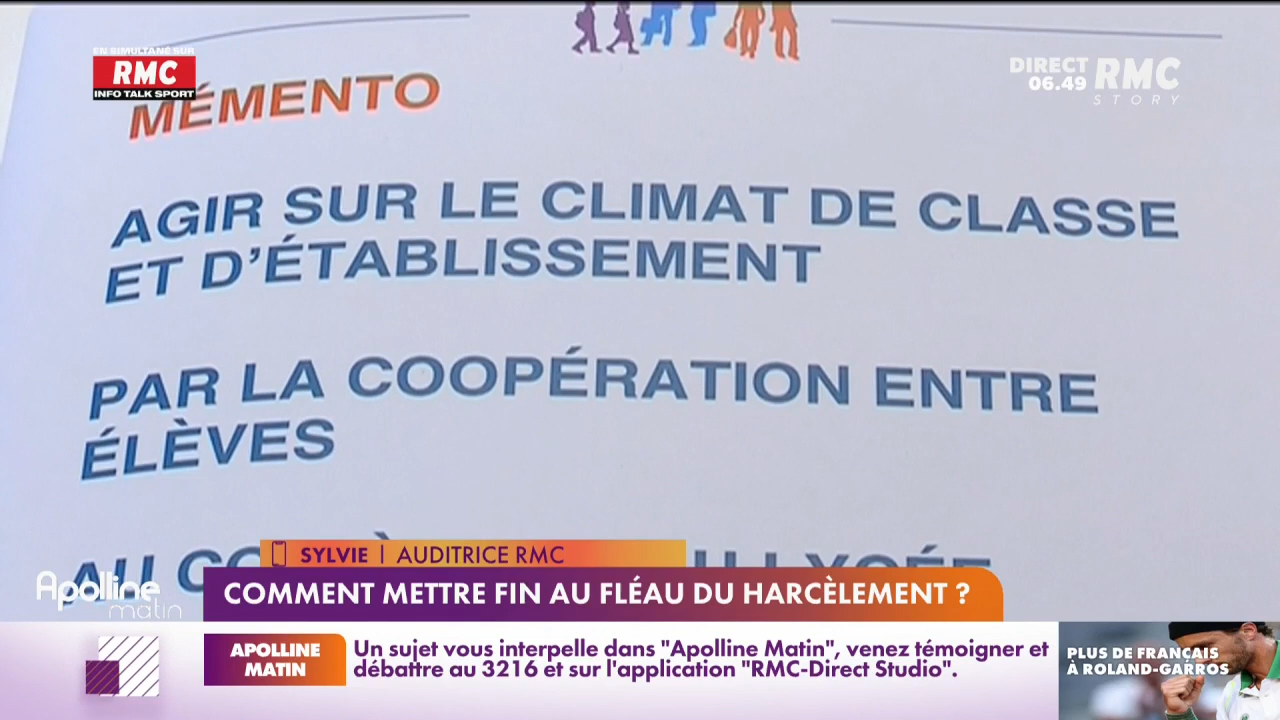 EN SIMULTANÉ SUR
RMC
INFO TALK SPORT
DIRECT
06.49
RMC
STORY
MÉMENTO
AGIR SUR LE CLIMAT DE CLASSE
ET D'ÉTABLISSEMENT
PAR LA COOPÉRATION ENTRE
ÉLÈVES
AU
LYCÉE
SYLVIE | AUDITRICE RMC
Apolline
matin
COMMENT METTRE FIN AU FLÉAU DU HARCÈLEMENT ?
APOLLINE
MATIN
Un sujet vous interpelle dans "Apolline Matin", venez témoigner et
débattre au 3216 et sur l'application "RMC-Direct Studio".
PLUS DE FRANÇAIS
À ROLAND-GARROS